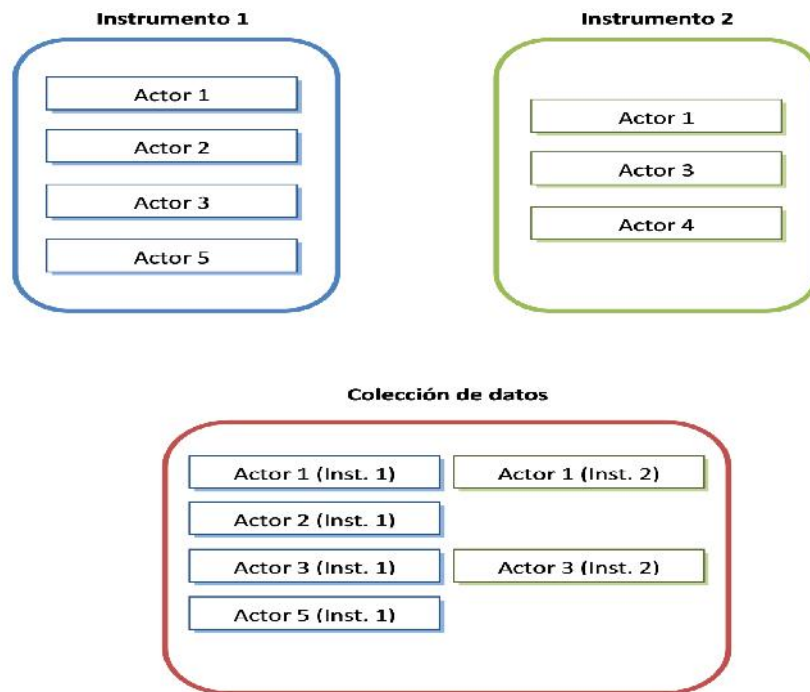 Instrumento 1
Actor 1
Actor 2
Actor 3
Actor 5
Instrumento 2
Actor 1
Actor 3
Actor 4
Colección de datos
Actor 1 (Inst. 1)
Actor 1 (Inst. 2)
Actor 2 (Inst. 1)
Actor 3 (Inst. 1)
Actor 3 (Inst. 2)
Actor 5 (Inst. 1)